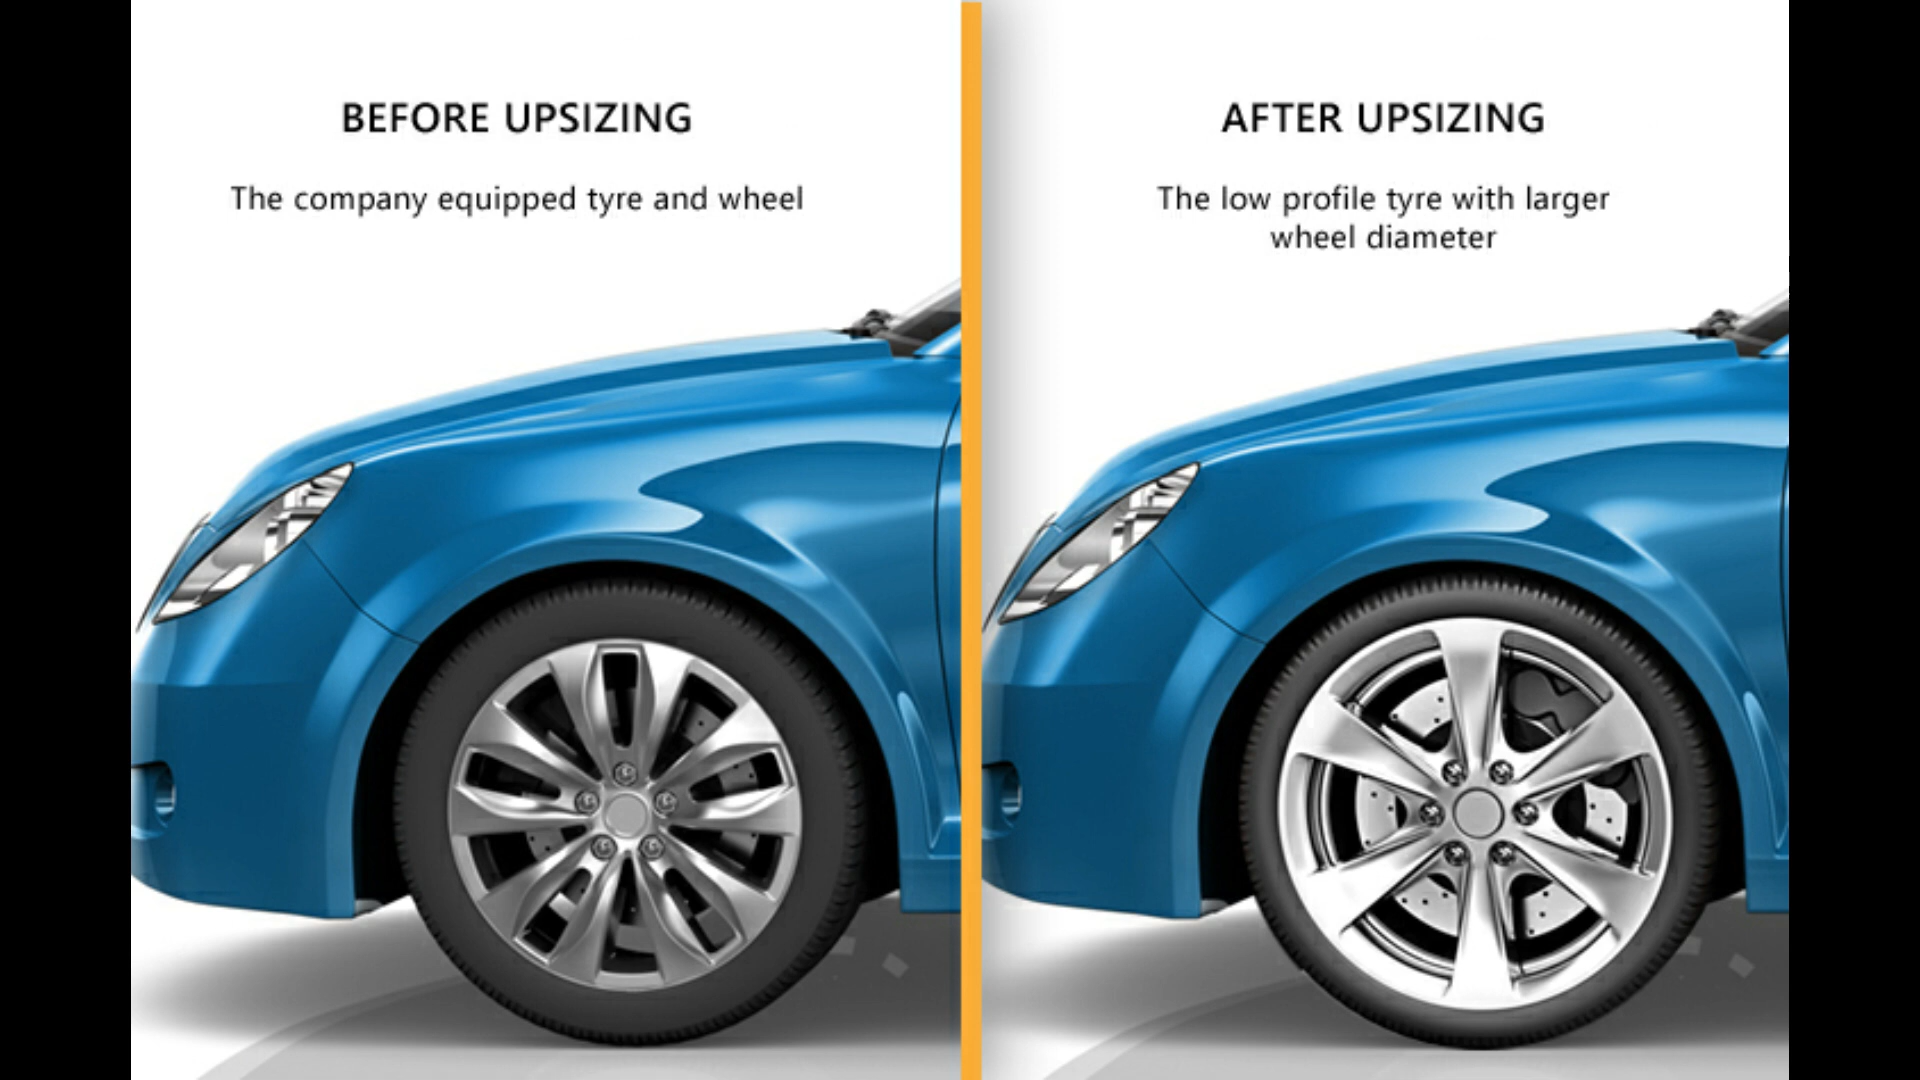 BEFORE UPSIZING
The company equipped tyre and wheel
AFTER UPSIZING
The low profile tyre with larger
wheel diameter